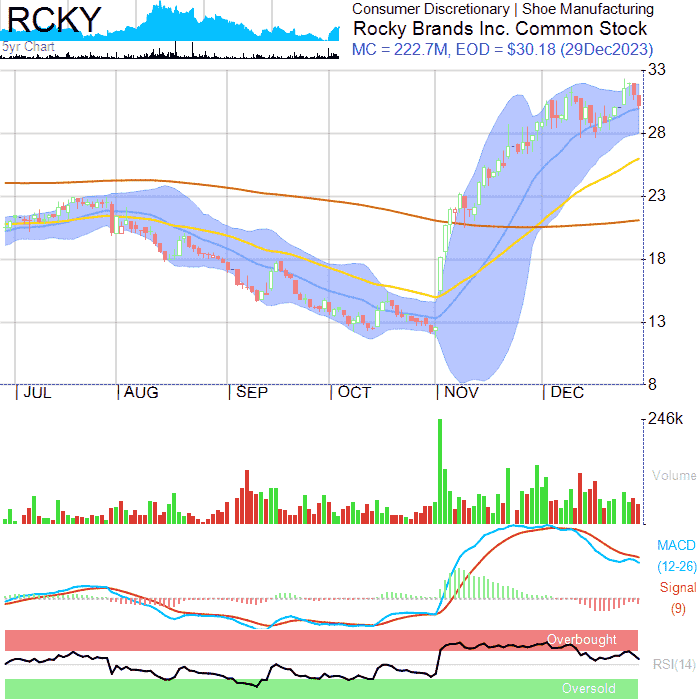 RCKY
5yr Chart
Consumer Discretionary | Shoe Manufacturing
Rocky Brands Inc. Common Stock
MC = 222.7M, EOD = $30.18 (29Dec2023)
33
28
23
18
13
8
JUL AUG SEP OCT NOV DEC
246k
Volume
MACD
(12-26)
Signal
(9)
Overbought
RSI(14)
Oversold